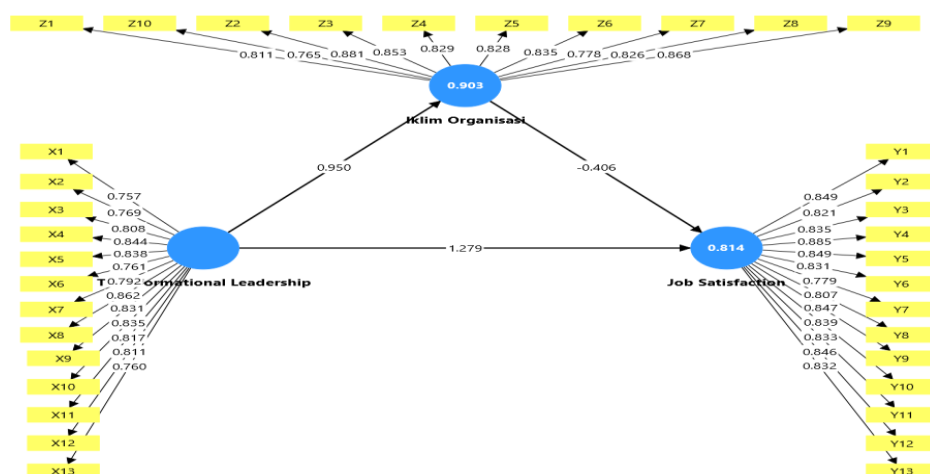 Z1 Z10 Z2 Z3 Z4 Z5 Z6 Z7 Z8 Z9
0.811 0.765 0.881 0.853 0.829 0.828 0.835 0.778 0.826 0.868
0.903
Iklim Organisasi
0.950
-0.406
X1
X2
X3
X4
X5
X6
X7
X8
X9
X10
X11
X12
X13
0.757
0.769
0.808
0.844
0.838
0.761
0.792
0.862
0.831
0.835
0.817
0.811
0.760
Leadership
1.279
0.814
Job Satisfaction
0.849
0.821
0.835
0.885
0.849
0.831
0.779
0.807
0.847
0.839
0.833
0.846
0.832
Y1
Y2
Y3
Y4
Y5
Y6
Y7
Y8
Y9
Y10
Y11
Y12
Y13